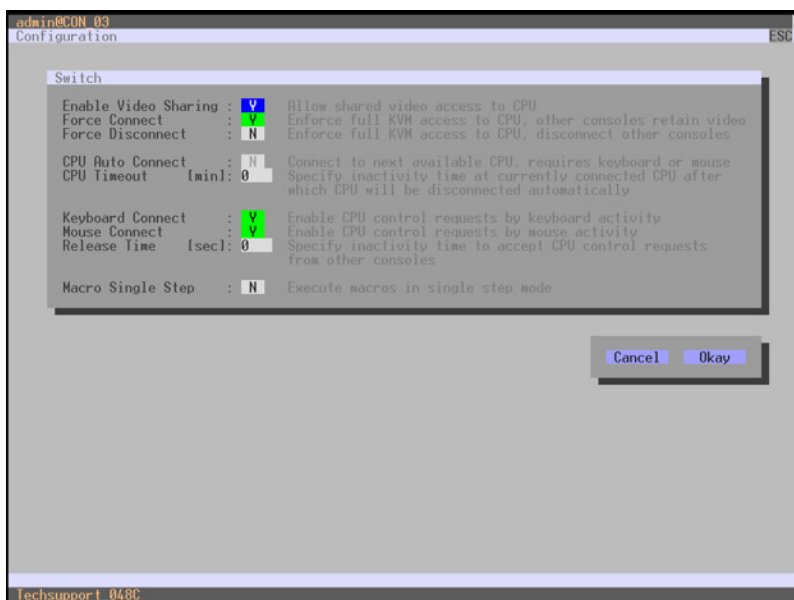 admin@CON_03
Configuration ESC
Switch
Enable Video Sharing : Y Allow shared video access to CPU
Force Connect : Y Enforce full KVM access to CPU, other consoles retain video
Force Disconnect : N Enforce full KVM access to CPU, disconnect other consoles
CPU Auto Connect : N Connect to next available CPU, requires keyboard or mouse
CPU Timeout [min]: 0 Specify inactivity time at currently connected CPU after
which CPU will be disconnected automatically
Keyboard Connect : Y Enable CPU control requests by keyboard activity
Mouse Connect : Y Enable CPU control requests by mouse activity
Release Time [sec]: 0 Specify inactivity time to accept CPU control requests
from other consoles
Macro Single Step : N Execute macros in single step mode
Cancel Okay
Techsupport 048C